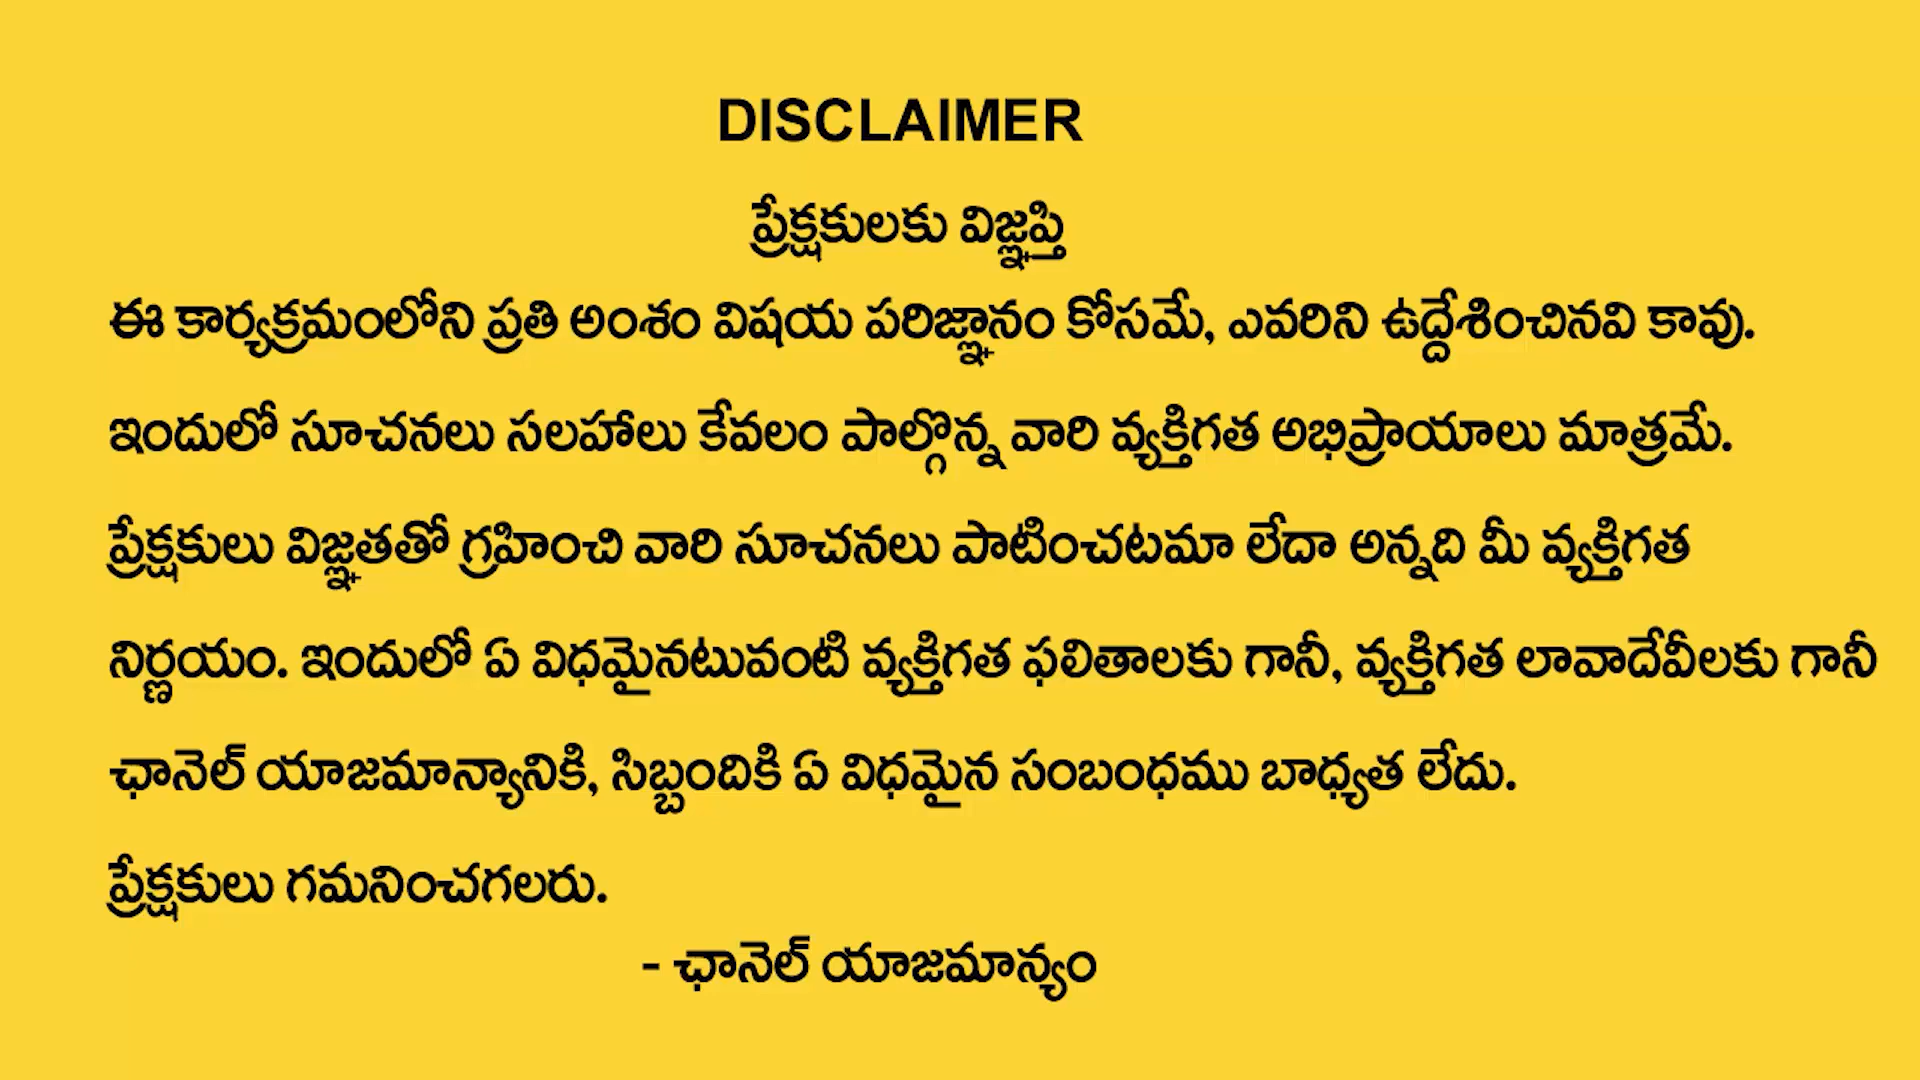 DISCLAIMER
ప్రేక్షకులకు విజ్ఞప్తి
ఈ కార్యక్రమంలోని ప్రతి అంశం విషయ పరిజ్ఞానం కోసమే, ఎవరిని ఉద్దేశించినవి కావు.
ఇందులో సూచనలు సలహాలు కేవలం పాల్గొన్న వారి వ్యక్తిగత అభిప్రాయాలు మాత్రమే.
ప్రేక్షకులు విజ్ఞతతో గ్రహించి వారి సూచనలు పాటించటమా లేదా అన్నది మీ వ్యక్తిగత
నిర్ణయం. ఇందులో ఏ విధమైనటువంటి వ్యక్తిగత ఫలితాలకు గానీ, వ్యక్తిగత లావాదేవీలకు గానీ
ఛానెల్ యాజమాన్యానికి, సిబ్బందికి ఏ విధమైన సంబంధము బాధ్యత లేదు.
ప్రేక్షకులు గమనించగలరు.
- ఛానెల్ యాజమాన్యం